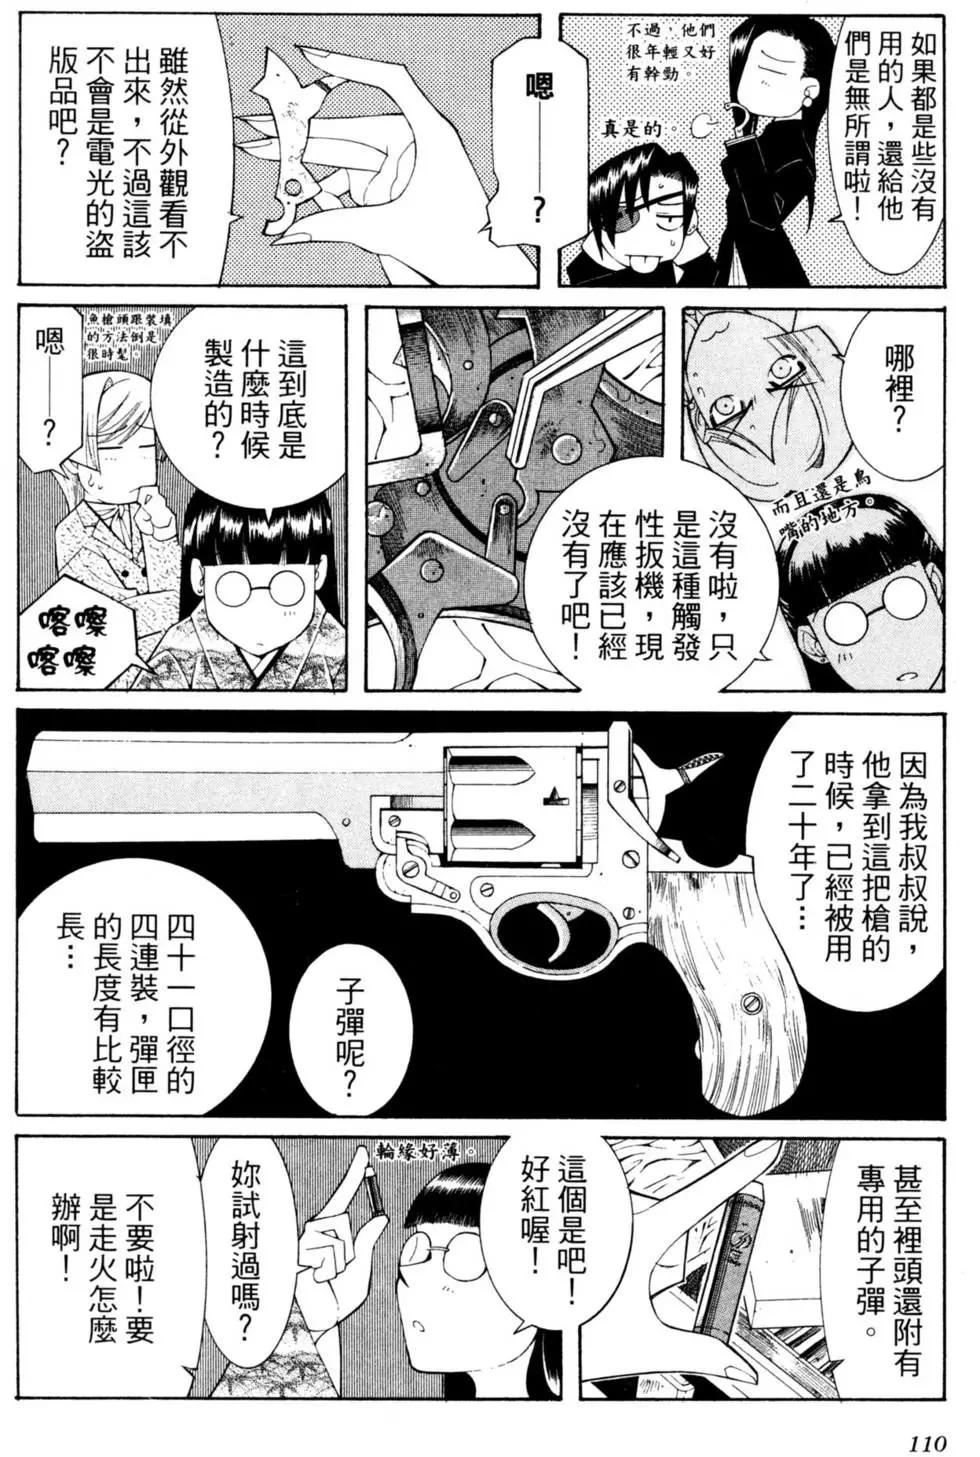 如果都是些沒有
用的人，還給他
們是無所謂啦！
不過，他們
很年輕又好
有幹勁。
真是的。
嗯——？
雖然從外觀看不
出來，不過這該
不會是電光的盜
版品吧？
哪裡？
而且還是鳥
嘴的地方。
沒有啦，只
是這種觸發
性扳機，現
在應該已經
沒有了吧！
這到底是
什麼時候
製造的？
魚槍頭跟裝填
的方法倒是
很時髦。
嗯——？
喀嚓
喀嚓
因為我叔叔說，
他拿到這把槍的
時候，已經被用
了二十年了…
子彈呢？
四十一口徑的
四連裝，彈匣
的長度有比較
長…
甚至裡頭還附有
專用的子彈。
這個是吧！
好紅喔！
輪緣好薄。
妳試射過嗎？
不要啦！要
是走火怎麼
辦啊！
110